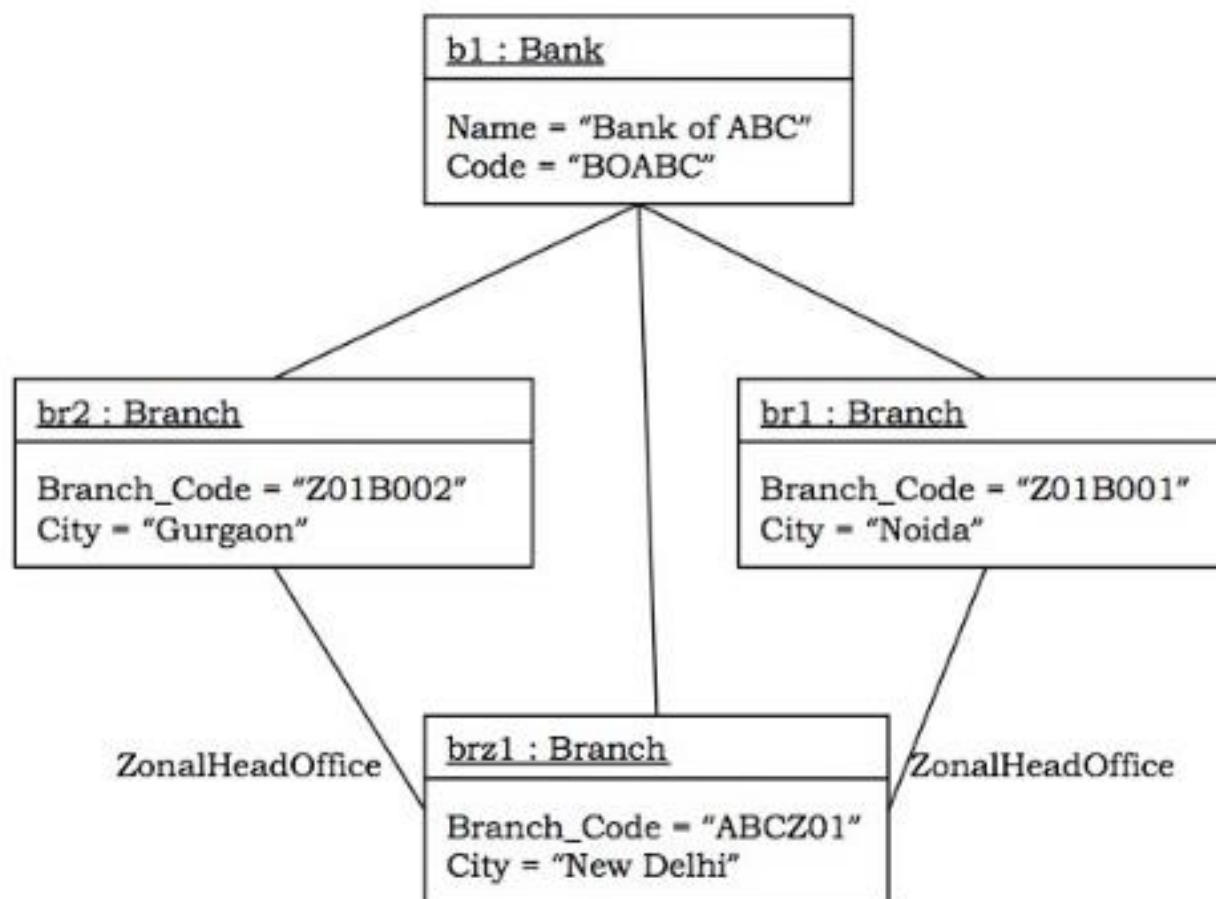 b1 : Bank
Name = "Bank of ABC"
Code = "BOABC"
br2 : Branch
Branch_Code = "Z01B002"
City = "Gurgaon"
br1 : Branch
Branch_Code = "Z01B001"
City = "Noida"
ZonalHeadOffice
brz1 : Branch
Branch_Code = "ABCZ01"
City = "New Delhi"
ZonalHeadOffice